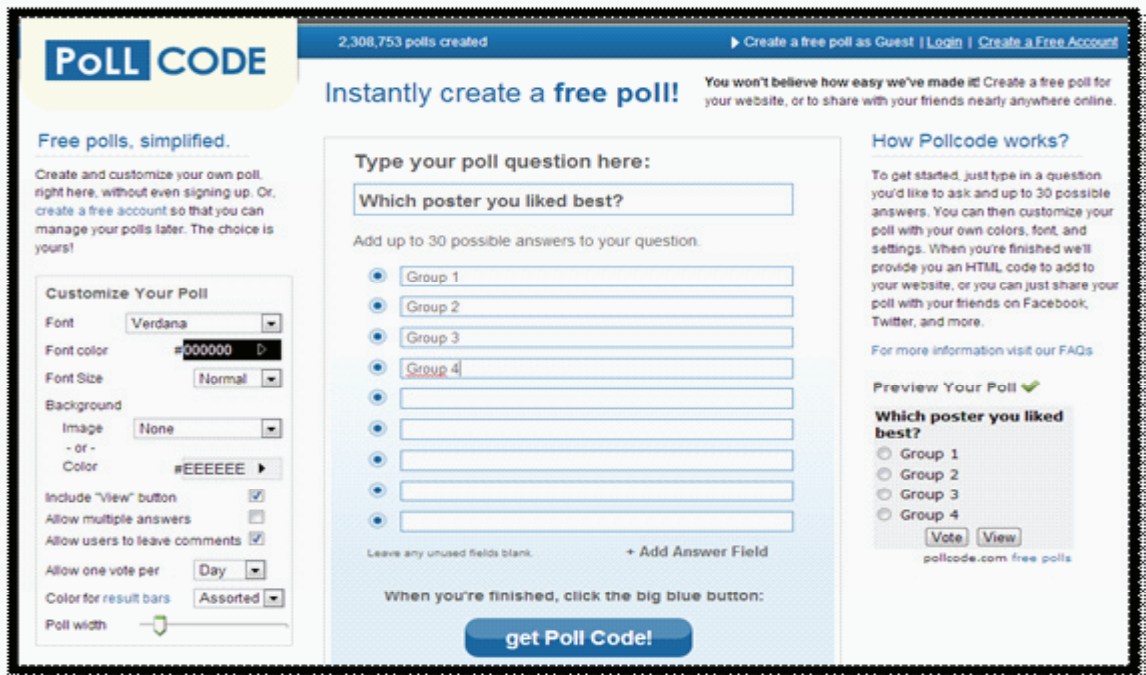 PoLL CODE
2,308,753 polls created
Create a free poll as Guest | Login | Create a Free Account
Instantly create a free poll!
You won't believe how easy we've made it! Create a free poll for
your website, or to share with your friends nearly anywhere online.
Free polls, simplified.
Create and customize your own poll,
right here, without even signing up. Or,
create a free account so that you can
manage your polls later. The choice is
yours!
Customize Your Poll
Font Verdana
Font color #000000
Font Size Normal
Background
Image None
- or -
Color #EEEEEE
Include "View" button
Allow multiple answers
Allow users to leave comments
Allow one vote per Day
Color for result bars Assorted
Poll width
Type your poll question here:
Which poster you liked best?
Add up to 30 possible answers to your question.
Group 1
Group 2
Group 3
Group 4
Leave any unused fields blank.
+ Add Answer Field
When you're finished, click the big blue button:
get Poll Code!
How Pollcode works?
To get started, just type in a question
you'd like to ask and up to 30 possible
answers. You can then customize your
poll with your own colors, font, and
settings. When you're finished we'll
provide you an HTML code to add to
your website, or you can just share your
poll with your friends on Facebook,
Twitter, and more.
For more information visit our FAQs
Preview Your Poll
Which poster you liked
best?
Group 1
Group 2
Group 3
Group 4
Vote View
pollcode.com free polls